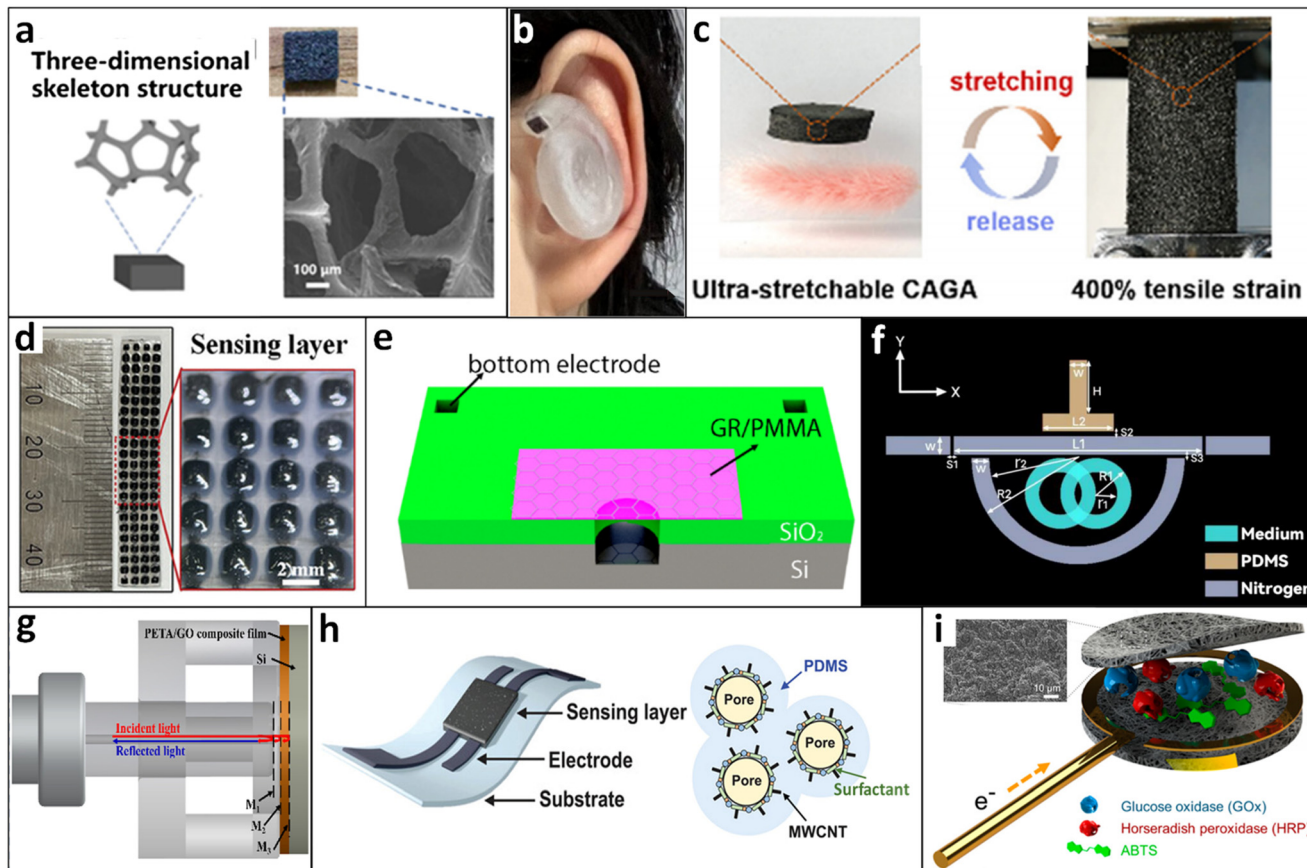 a
Three-dimensional
skeleton structure
100 µm
b
c
stretching
release
Ultra-stretchable CAGA
400% tensile strain
d
Sensing layer
10
20
30
40
2 mm
e
bottom electrode
GR/PMMA
SiO₂
Si
f
Y
X
W
H
L2
S2
W
S1
L1
S3
W
r2
R2
R1
r1
Medium
PDMS
Nitrogen
g
PETA/GO composite film
Si
Incident light
Reflected light
M₁
M₂
M₃
h
Sensing layer
Electrode
Substrate
PDMS
Pore
Pore
Pore
Surfactant
MWCNT
i
10 µm
e⁻
Glucose oxidase (GOx)
Horseradish peroxidase (HRP)
ABTS